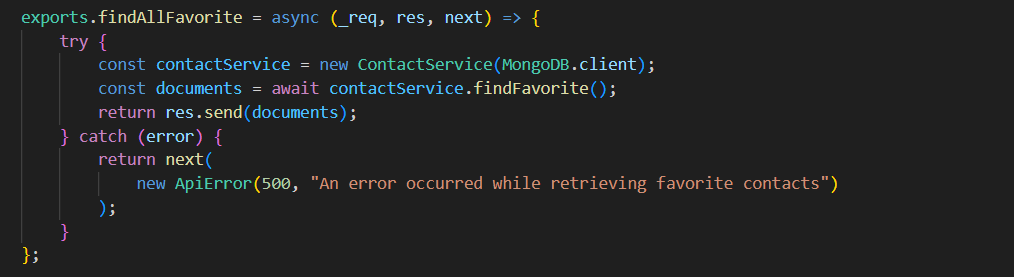 exports.findAllFavorite = async (_req, res, next) => {
    try {
        const contactService = new ContactService(MongoDB.client);
        const documents = await contactService.findFavorite();
        return res.send(documents);
    } catch (error) {
        return next(
            new ApiError(500, "An error occurred while retrieving favorite contacts")
        );
    }
};